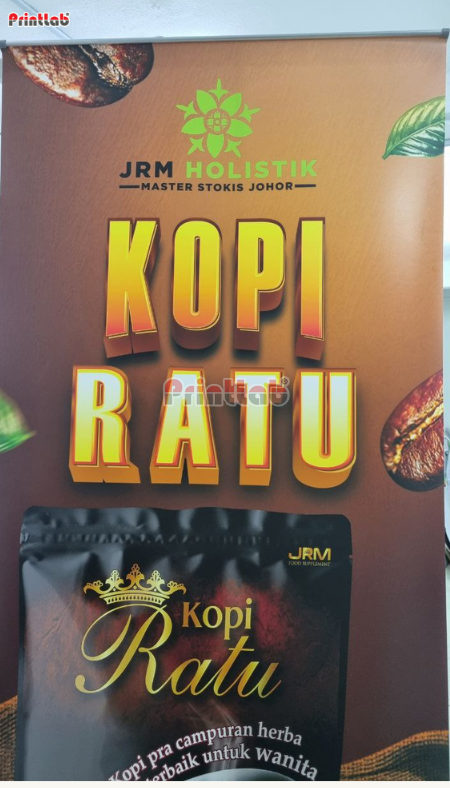 PrintLab
JRM HOLISTIK
MASTER STOKIS JOHOR
KOPI
RATU
PrintLab
JRM
FOOD SUPPLEMENT
Kopi
Ratu
Kopi pra campuran herba
terbaik untuk wanita